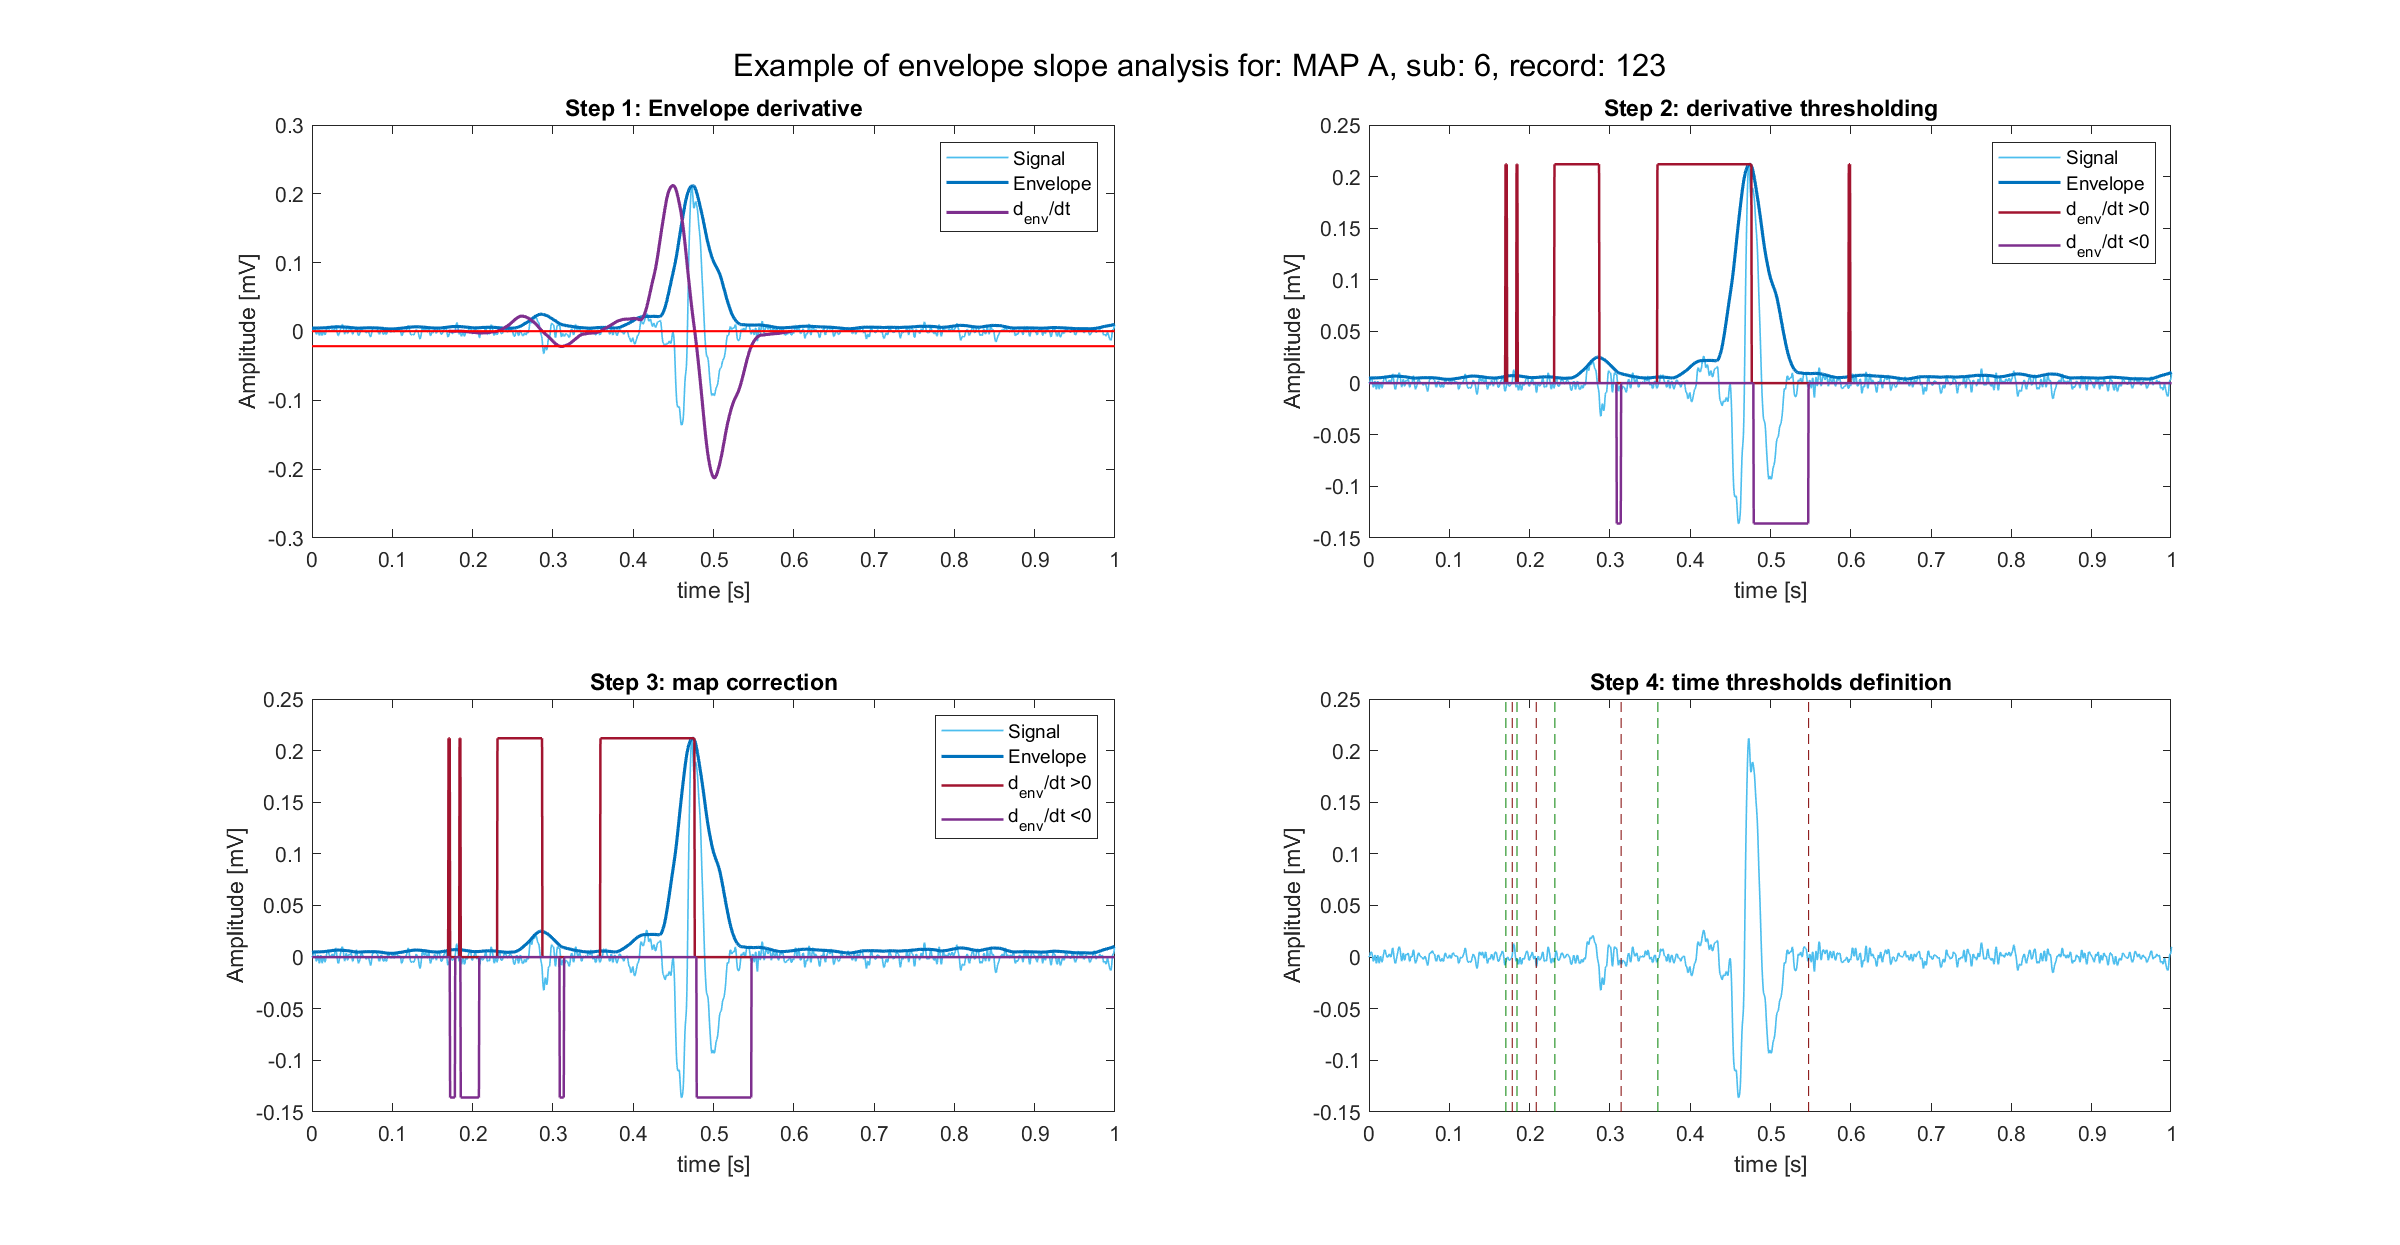 Example of envelope slope analysis for: MAP A, sub: 6, record: 123
Step 1: Envelope derivative
0.3
0.2
0.1
0
-0.1
-0.2
-0.3
Amplitude [mV]
0 0.1 0.2 0.3 0.4 0.5 0.6 0.7 0.8 0.9 1
time [s]
Signal
Envelope
d_env/dt
Step 2: derivative thresholding
0.25
0.2
0.15
0.1
0.05
0
-0.05
-0.1
-0.15
Amplitude [mV]
0 0.1 0.2 0.3 0.4 0.5 0.6 0.7 0.8 0.9 1
time [s]
Signal
Envelope
d_env/dt >0
d_env/dt <0
Step 3: map correction
0.25
0.2
0.15
0.1
0.05
0
-0.05
-0.1
-0.15
Amplitude [mV]
0 0.1 0.2 0.3 0.4 0.5 0.6 0.7 0.8 0.9 1
time [s]
Signal
Envelope
d_env/dt >0
d_env/dt <0
Step 4: time thresholds definition
0.25
0.2
0.15
0.1
0.05
0
-0.05
-0.1
-0.15
Amplitude [mV]
0 0.1 0.2 0.3 0.4 0.5 0.6 0.7 0.8 0.9 1
time [s]